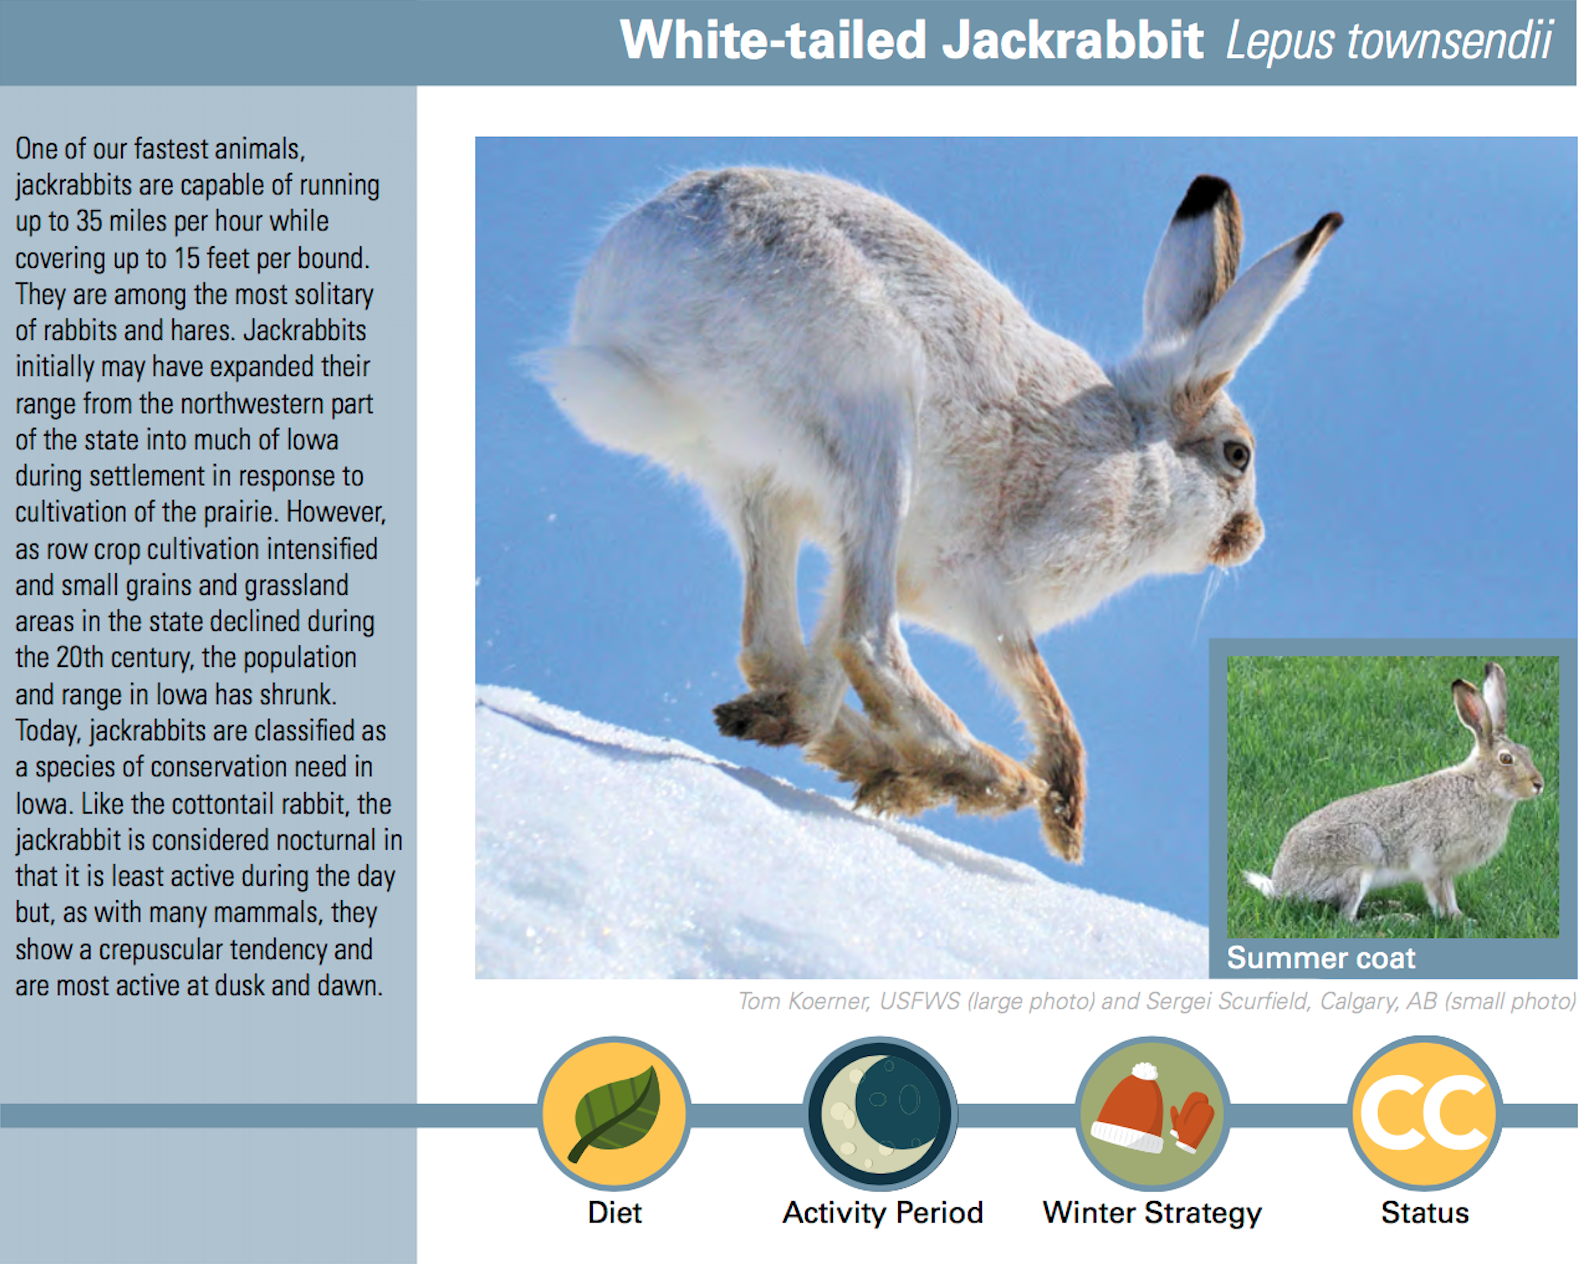 White-tailed Jackrabbit Lepus townsendii
One of our fastest animals,
jackrabbits are capable of running
up to 35 miles per hour while
covering up to 15 feet per bound.
They are among the most solitary
of rabbits and hares. Jackrabbits
initially may have expanded their
range from the northwestern part
of the state into much of Iowa
during settlement in response to
cultivation of the prairie. However,
as row crop cultivation intensified
and small grains and grassland
areas in the state declined during
the 20th century, the population
and range in Iowa has shrunk.
Today, jackrabbits are classified as
a species of conservation need in
Iowa. Like the cottontail rabbit, the
jackrabbit is considered nocturnal in
that it is least active during the day
but, as with many mammals, they
show a crepuscular tendency and
are most active at dusk and dawn.
Summer coat
Tom Koerner, USFWS (large photo) and Sergei Scurfield, Calgary, AB (small photo)
CC
Diet
Activity Period
Winter Strategy
Status